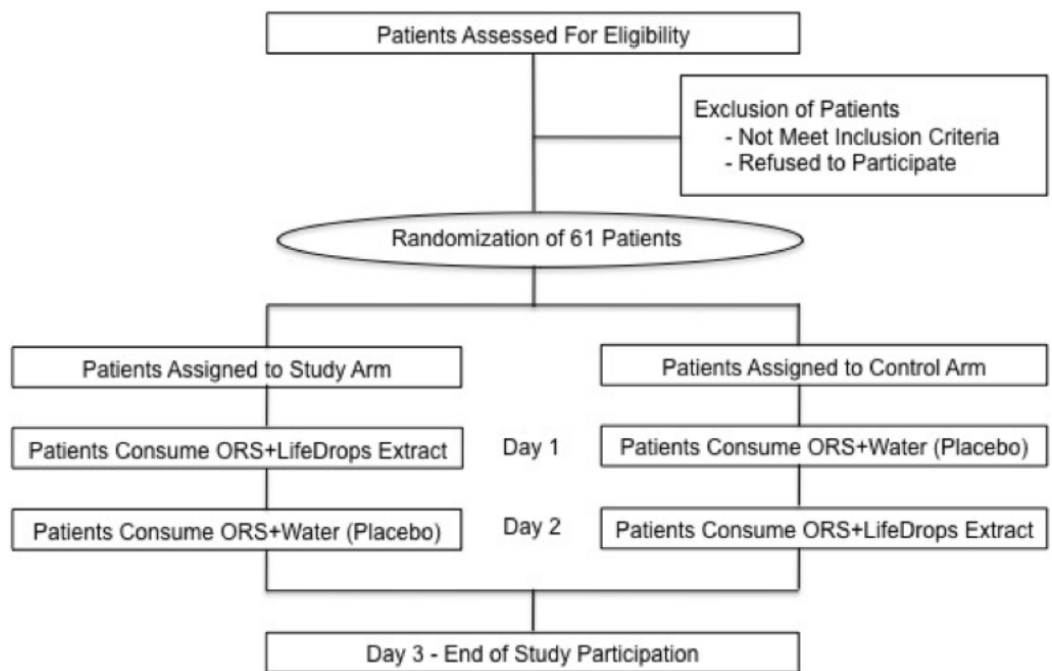 Patients Assessed For Eligibility
Exclusion of Patients
- Not Meet Inclusion Criteria
- Refused to Participate
Randomization of 61 Patients
Patients Assigned to Study Arm
Patients Assigned to Control Arm
Patients Consume ORS+LifeDrops Extract
Day 1
Patients Consume ORS+Water (Placebo)
Patients Consume ORS+Water (Placebo)
Day 2
Patients Consume ORS+LifeDrops Extract
Day 3 - End of Study Participation